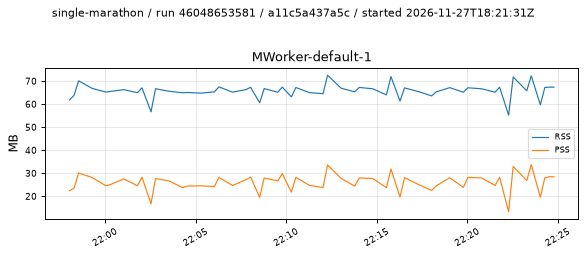 single-marathon / run 46048653581 / a11c5a437a5c / started 2026-11-27T18:21:31Z
MWorker-default-1
MB
70
60
50
40
30
20
RSS
PSS
22:00
22:05
22:10
22:15
22:20
22:25